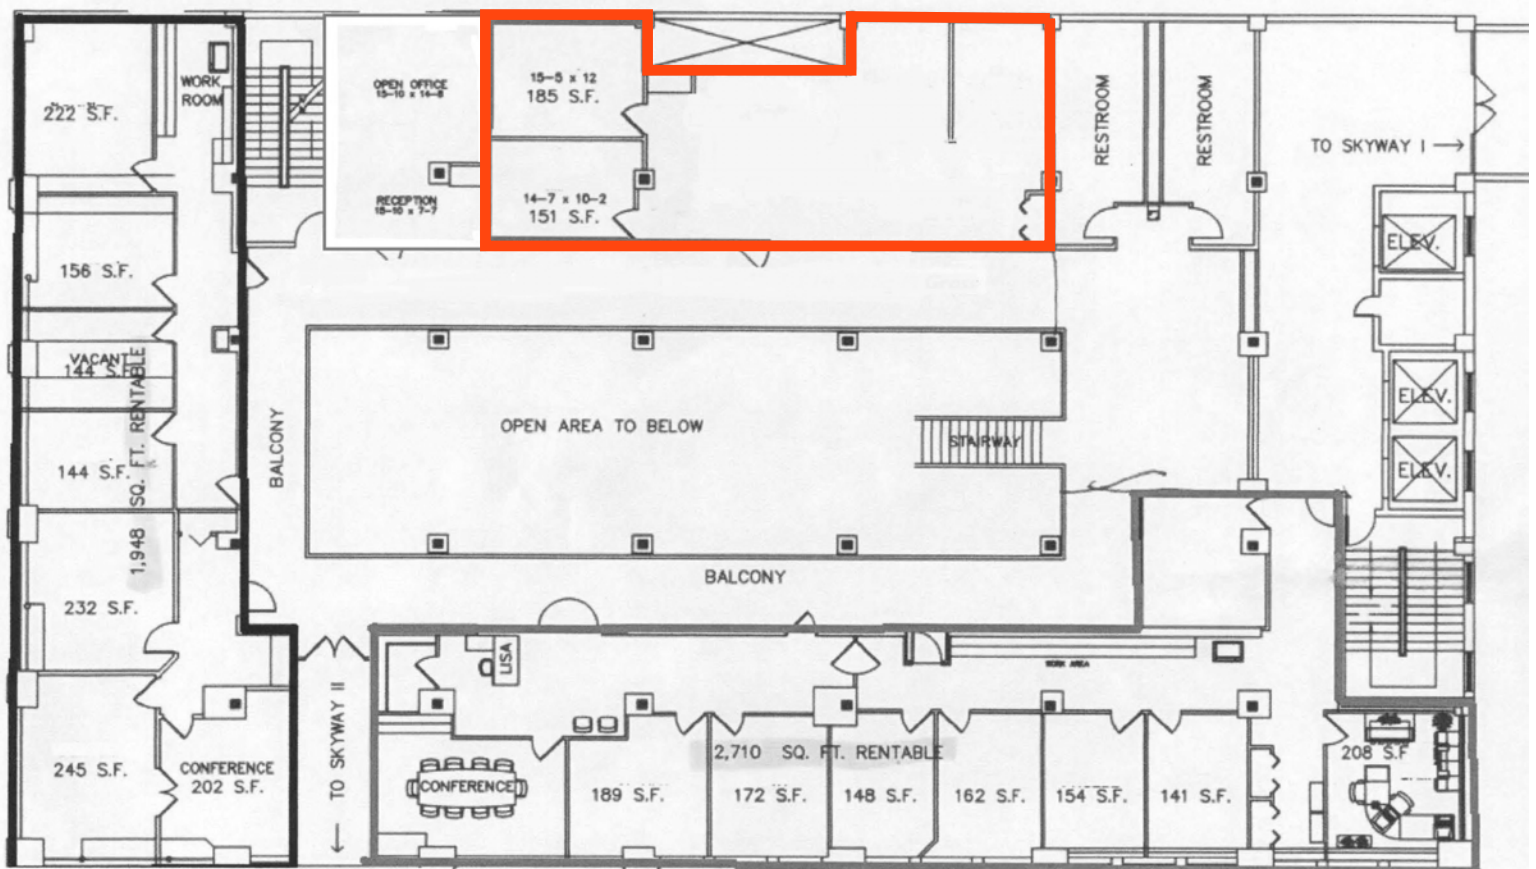 222 S.F.
WORK
ROOM
OPEN OFFICE
15-10 x 14-8
RECEPTION
15-10 x 7-7
15-5 x 12
185 S.F.
14-7 x 10-2
151 S.F.
RESTROOM
RESTROOM
TO SKYWAY I
ELEV.
ELEV.
ELEV.
156 S.F.
VACANT
144 S.F.
1,948 SQ. FT. RENTABLE
144 S.F.
232 S.F.
245 S.F.
CONFERENCE
202 S.F.
BALCONY
OPEN AREA TO BELOW
STAIRWAY
BALCONY
TO SKYWAY II
LISA
WORK AREA
CONFERENCE
2,710 SQ. FT. RENTABLE
189 S.F.
172 S.F.
148 S.F.
162 S.F.
154 S.F.
141 S.F.
208 S.F